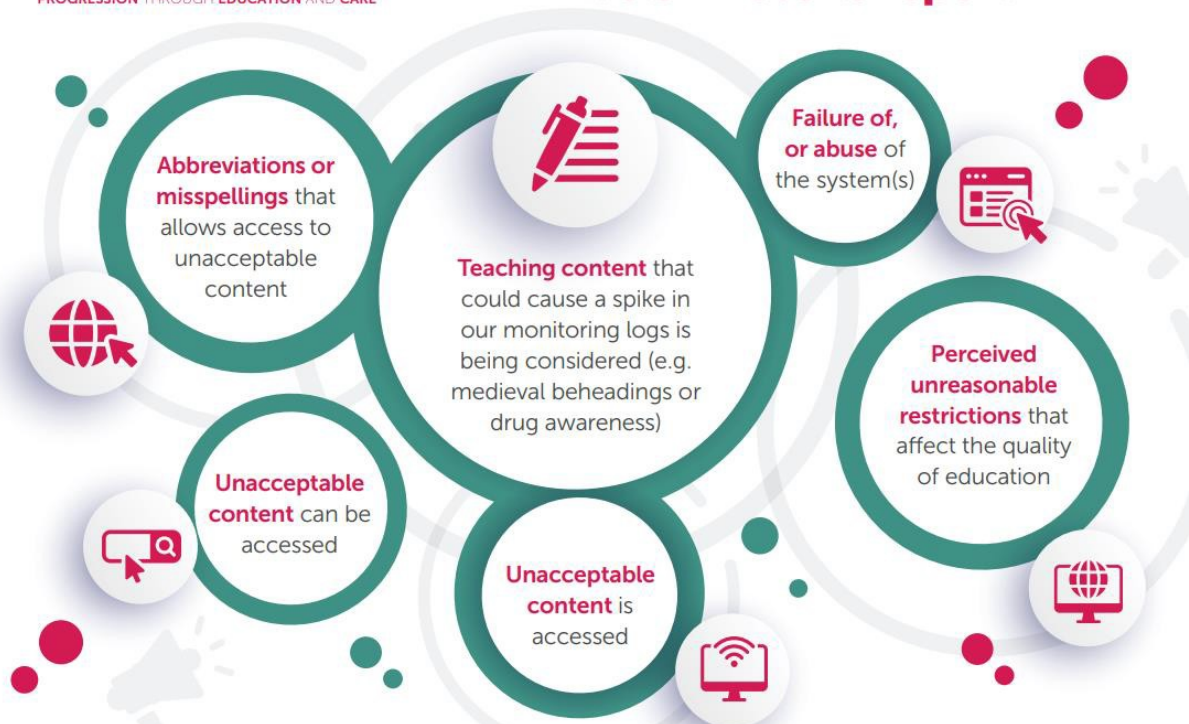 PROGRESSION THROUGH EDUCATION AND CARE
Abbreviations or
misspellings that
allows access to
unacceptable
content
Teaching content that
could cause a spike in
our monitoring logs is
being considered (e.g.
medieval beheadings or
drug awareness)
Failure of,
or abuse of
the system(s)
Perceived
unreasonable
restrictions that
affect the quality
of education
Unacceptable
content can be
accessed
Unacceptable
content is
accessed